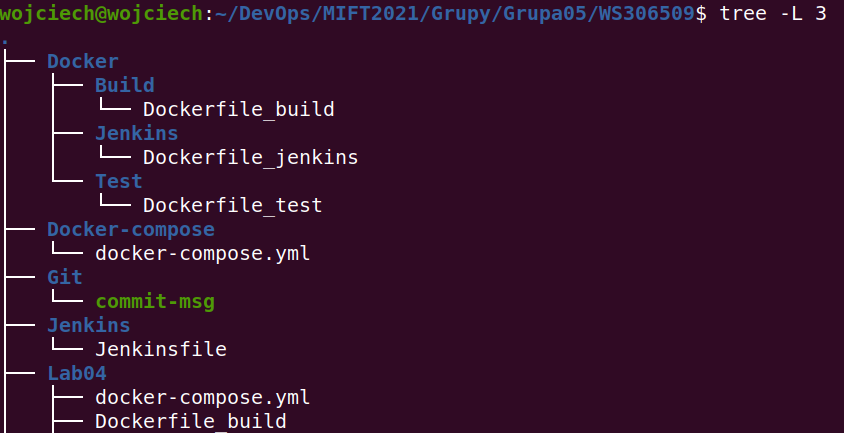 wojciech@wojciech:~/DevOps/MIFT2021/Grupy/Grupa05/WS306509$ tree -L 3
.
├── Docker
│   ├── Build
│   │   └── Dockerfile_build
│   ├── Jenkins
│   │   └── Dockerfile_jenkins
│   └── Test
│       └── Dockerfile_test
├── Docker-compose
│   └── docker-compose.yml
├── Git
│   └── commit-msg
├── Jenkins
│   └── Jenkinsfile
├── Lab04
│   ├── docker-compose.yml
│   ├── Dockerfile_build